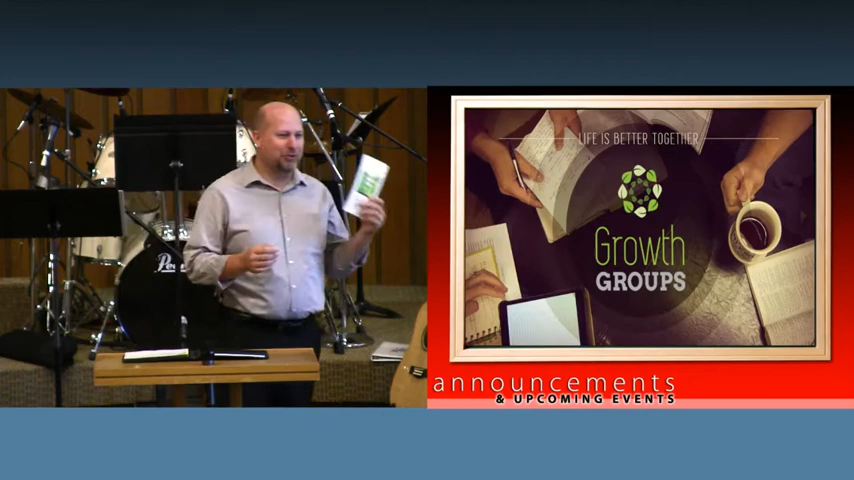 LIFE IS BETTER TOGETHER
Growth
GROUPS
announcements
& UPCOMING EVENTS